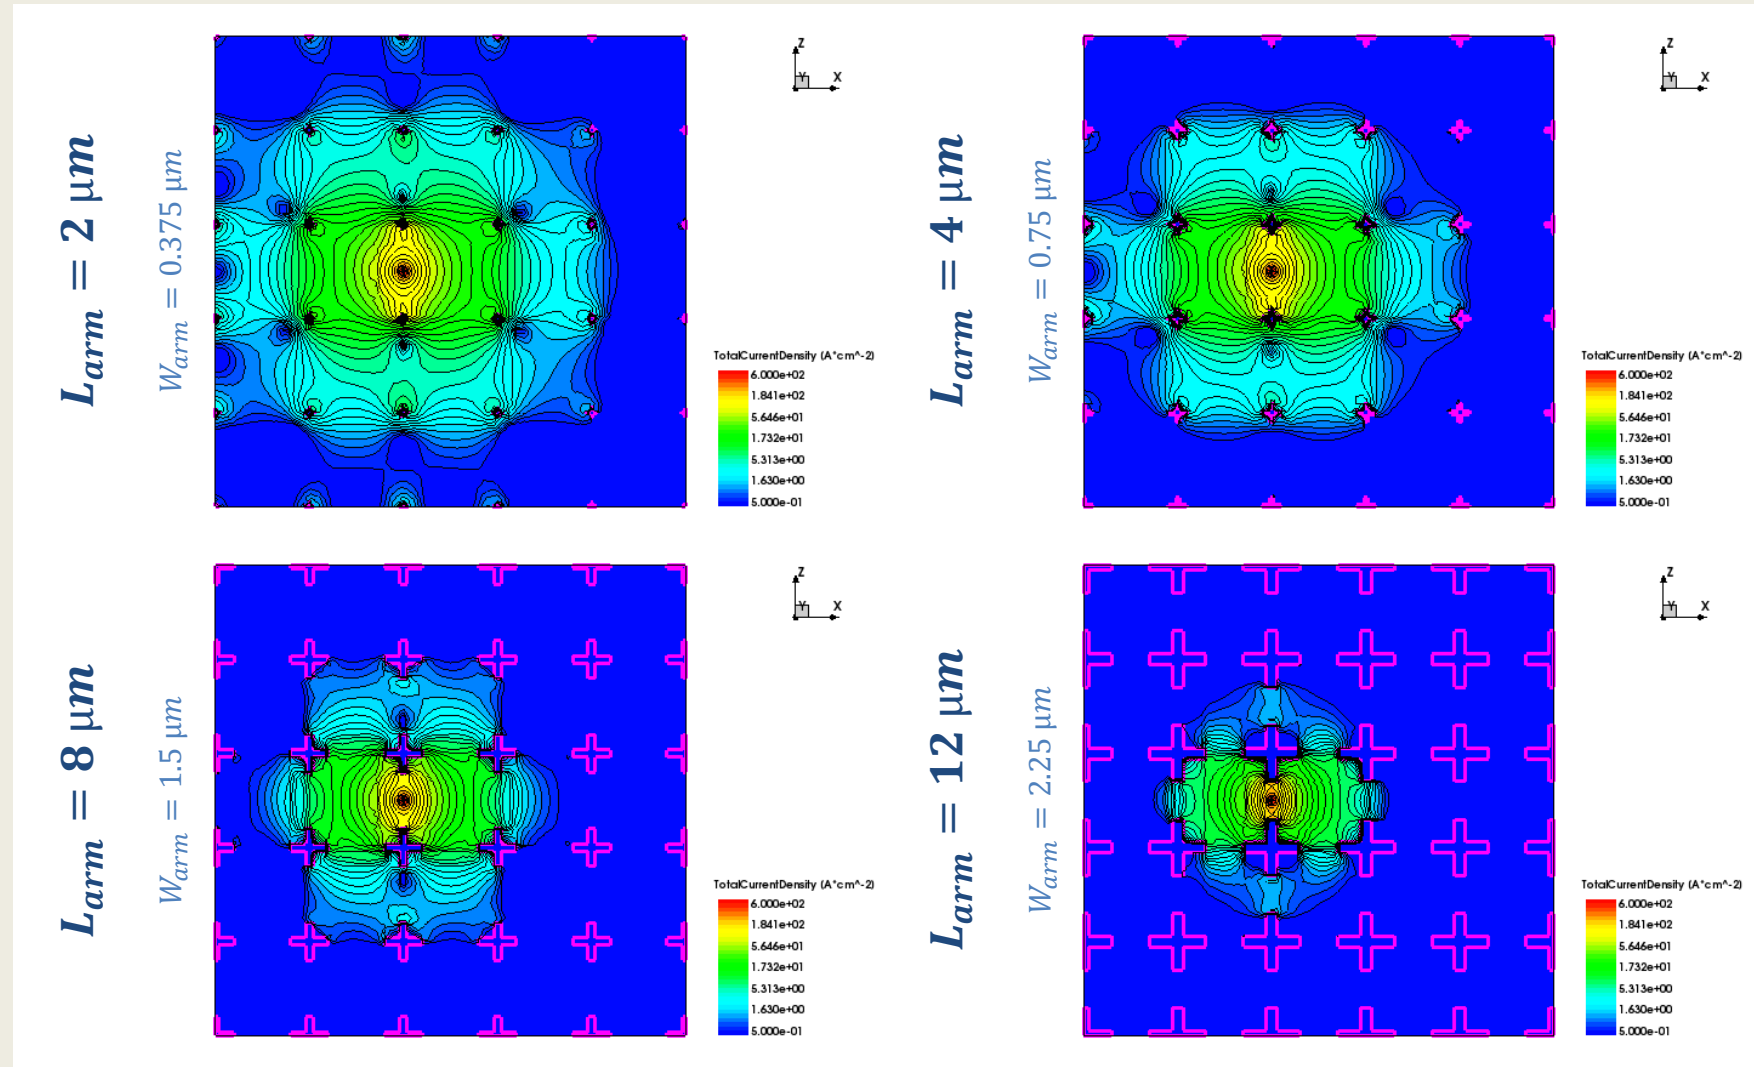 L_arm = 2 μm
W_arm = 0.375 μm
Z
Y X
TotalCurrentDensity (A*cm^-2)
6.000e+02
1.841e+02
5.646e+01
1.732e+01
5.313e+00
1.630e+00
5.000e-01
L_arm = 4 μm
W_arm = 0.75 μm
Z
Y X
TotalCurrentDensity (A*cm^-2)
6.000e+02
1.841e+02
5.646e+01
1.732e+01
5.313e+00
1.630e+00
5.000e-01
L_arm = 8 μm
W_arm = 1.5 μm
Z
Y X
TotalCurrentDensity (A*cm^-2)
6.000e+02
1.841e+02
5.646e+01
1.732e+01
5.313e+00
1.630e+00
5.000e-01
L_arm = 12 μm
W_arm = 2.25 μm
Z
Y X
TotalCurrentDensity (A*cm^-2)
6.000e+02
1.841e+02
5.646e+01
1.732e+01
5.313e+00
1.630e+00
5.000e-01